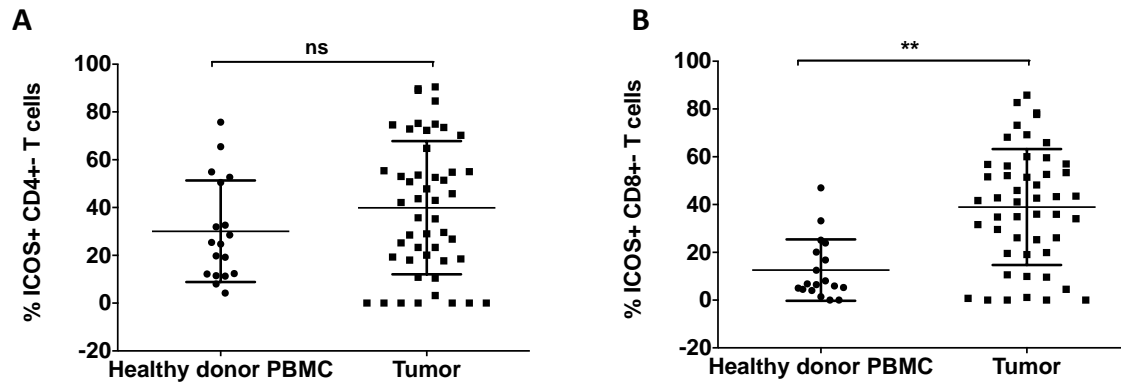 A
ns
% ICOS+ CD4+- T cells
100
80
60
40
20
0
-20
Healthy donor PBMC
Tumor
B
**
% ICOS+ CD8+- T cells
100
80
60
40
20
0
-20
Healthy donor PBMC
Tumor